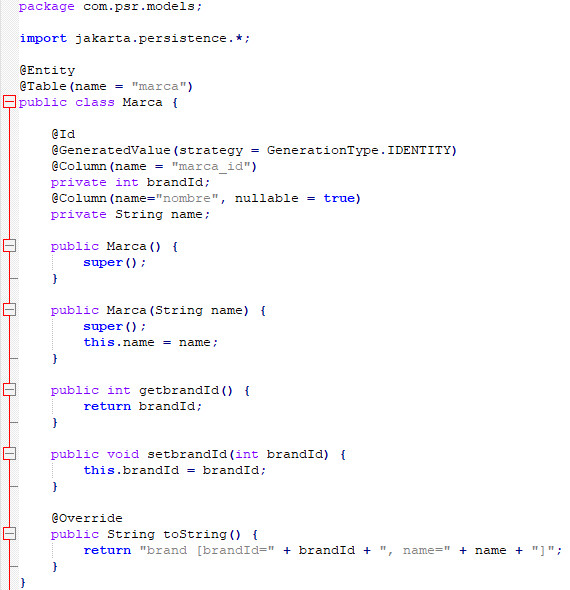 package com.psr.models;

import jakarta.persistence.*;

@Entity
@Table(name = "marca")
public class Marca {

    @Id
    @GeneratedValue(strategy = GenerationType.IDENTITY)
    @Column(name = "marca_id")
    private int brandId;
    @Column(name="nombre", nullable = true)
    private String name;

    public Marca() {
        super();
    }

    public Marca(String name) {
        super();
        this.name = name;
    }

    public int getbrandId() {
        return brandId;
    }

    public void setbrandId(int brandId) {
        this.brandId = brandId;
    }

    @Override
    public String toString() {
        return "brand [brandId=" + brandId + ", name=" + name + "]";
    }
}